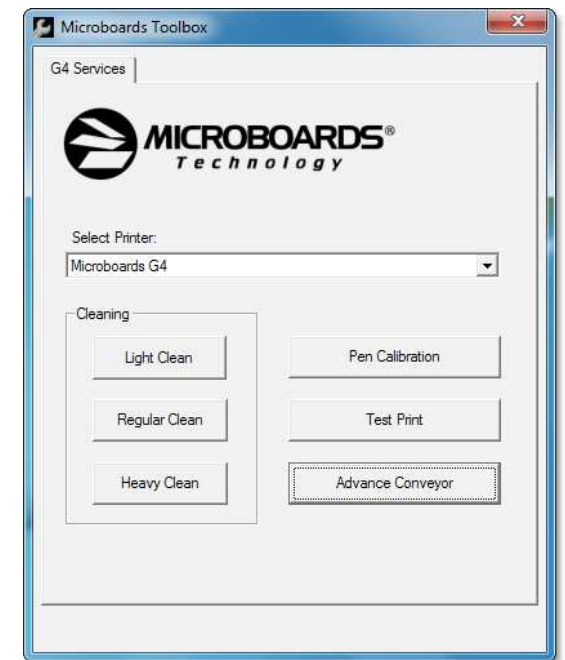 Microboards Toolbox
G4 Services
MICROBOARDS®
Technology
Select Printer:
Microboards G4
Cleaning
Light Clean
Pen Calibration
Regular Clean
Test Print
Heavy Clean
Advance Conveyor